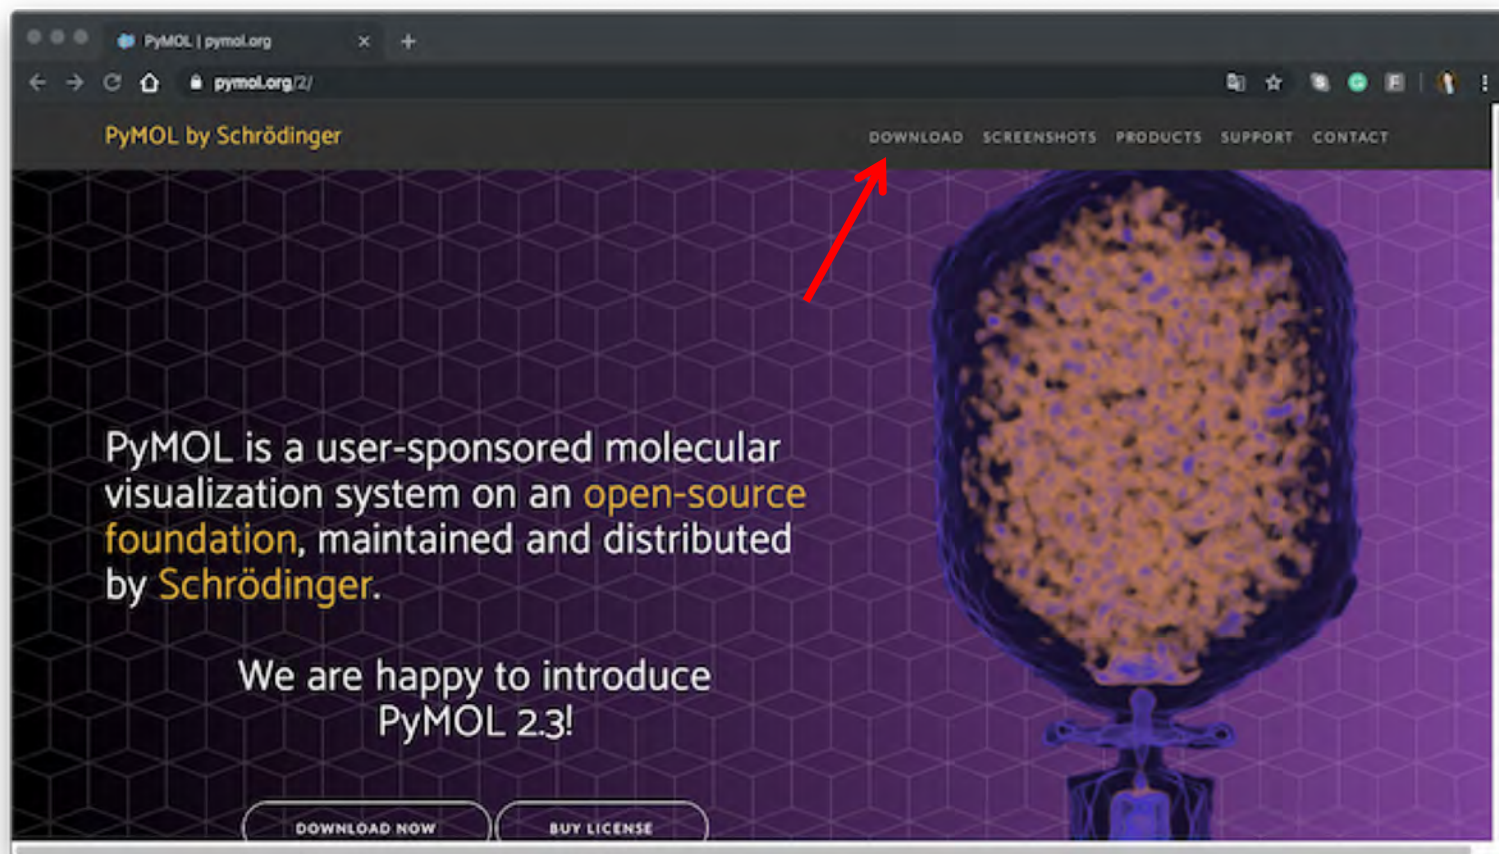 PyMOL | pymol.org
pymol.org/2/
PyMOL by Schrödinger
DOWNLOAD SCREENSHOTS PRODUCTS SUPPORT CONTACT
PyMOL is a user-sponsored molecular
visualization system on an open-source
foundation, maintained and distributed
by Schrödinger.
We are happy to introduce
PyMOL 2.3!
DOWNLOAD NOW BUY LICENSE